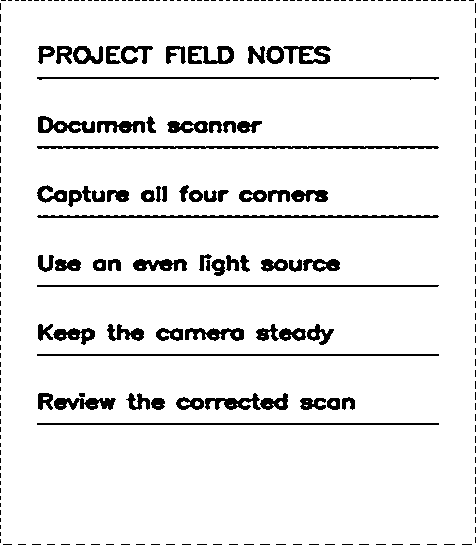 PROJECT FIELD NOTES
Document scanner
Capture all four corners
Use an even light source
Keep the camera steady
Review the corrected scan